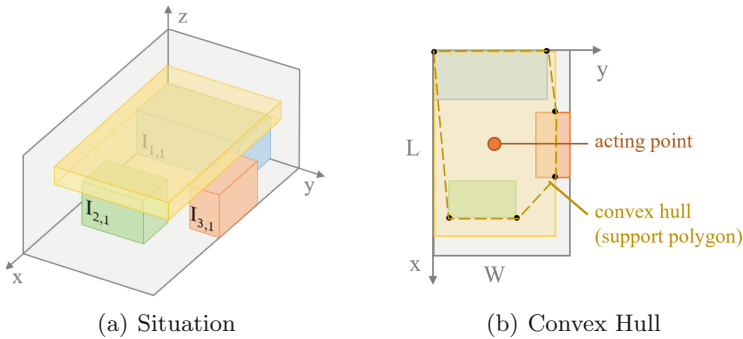 z
I1,1
I2,1
I3,1
y
x
(a) Situation
y
L
acting point
convex hull
(support polygon)
x
W
(b) Convex Hull